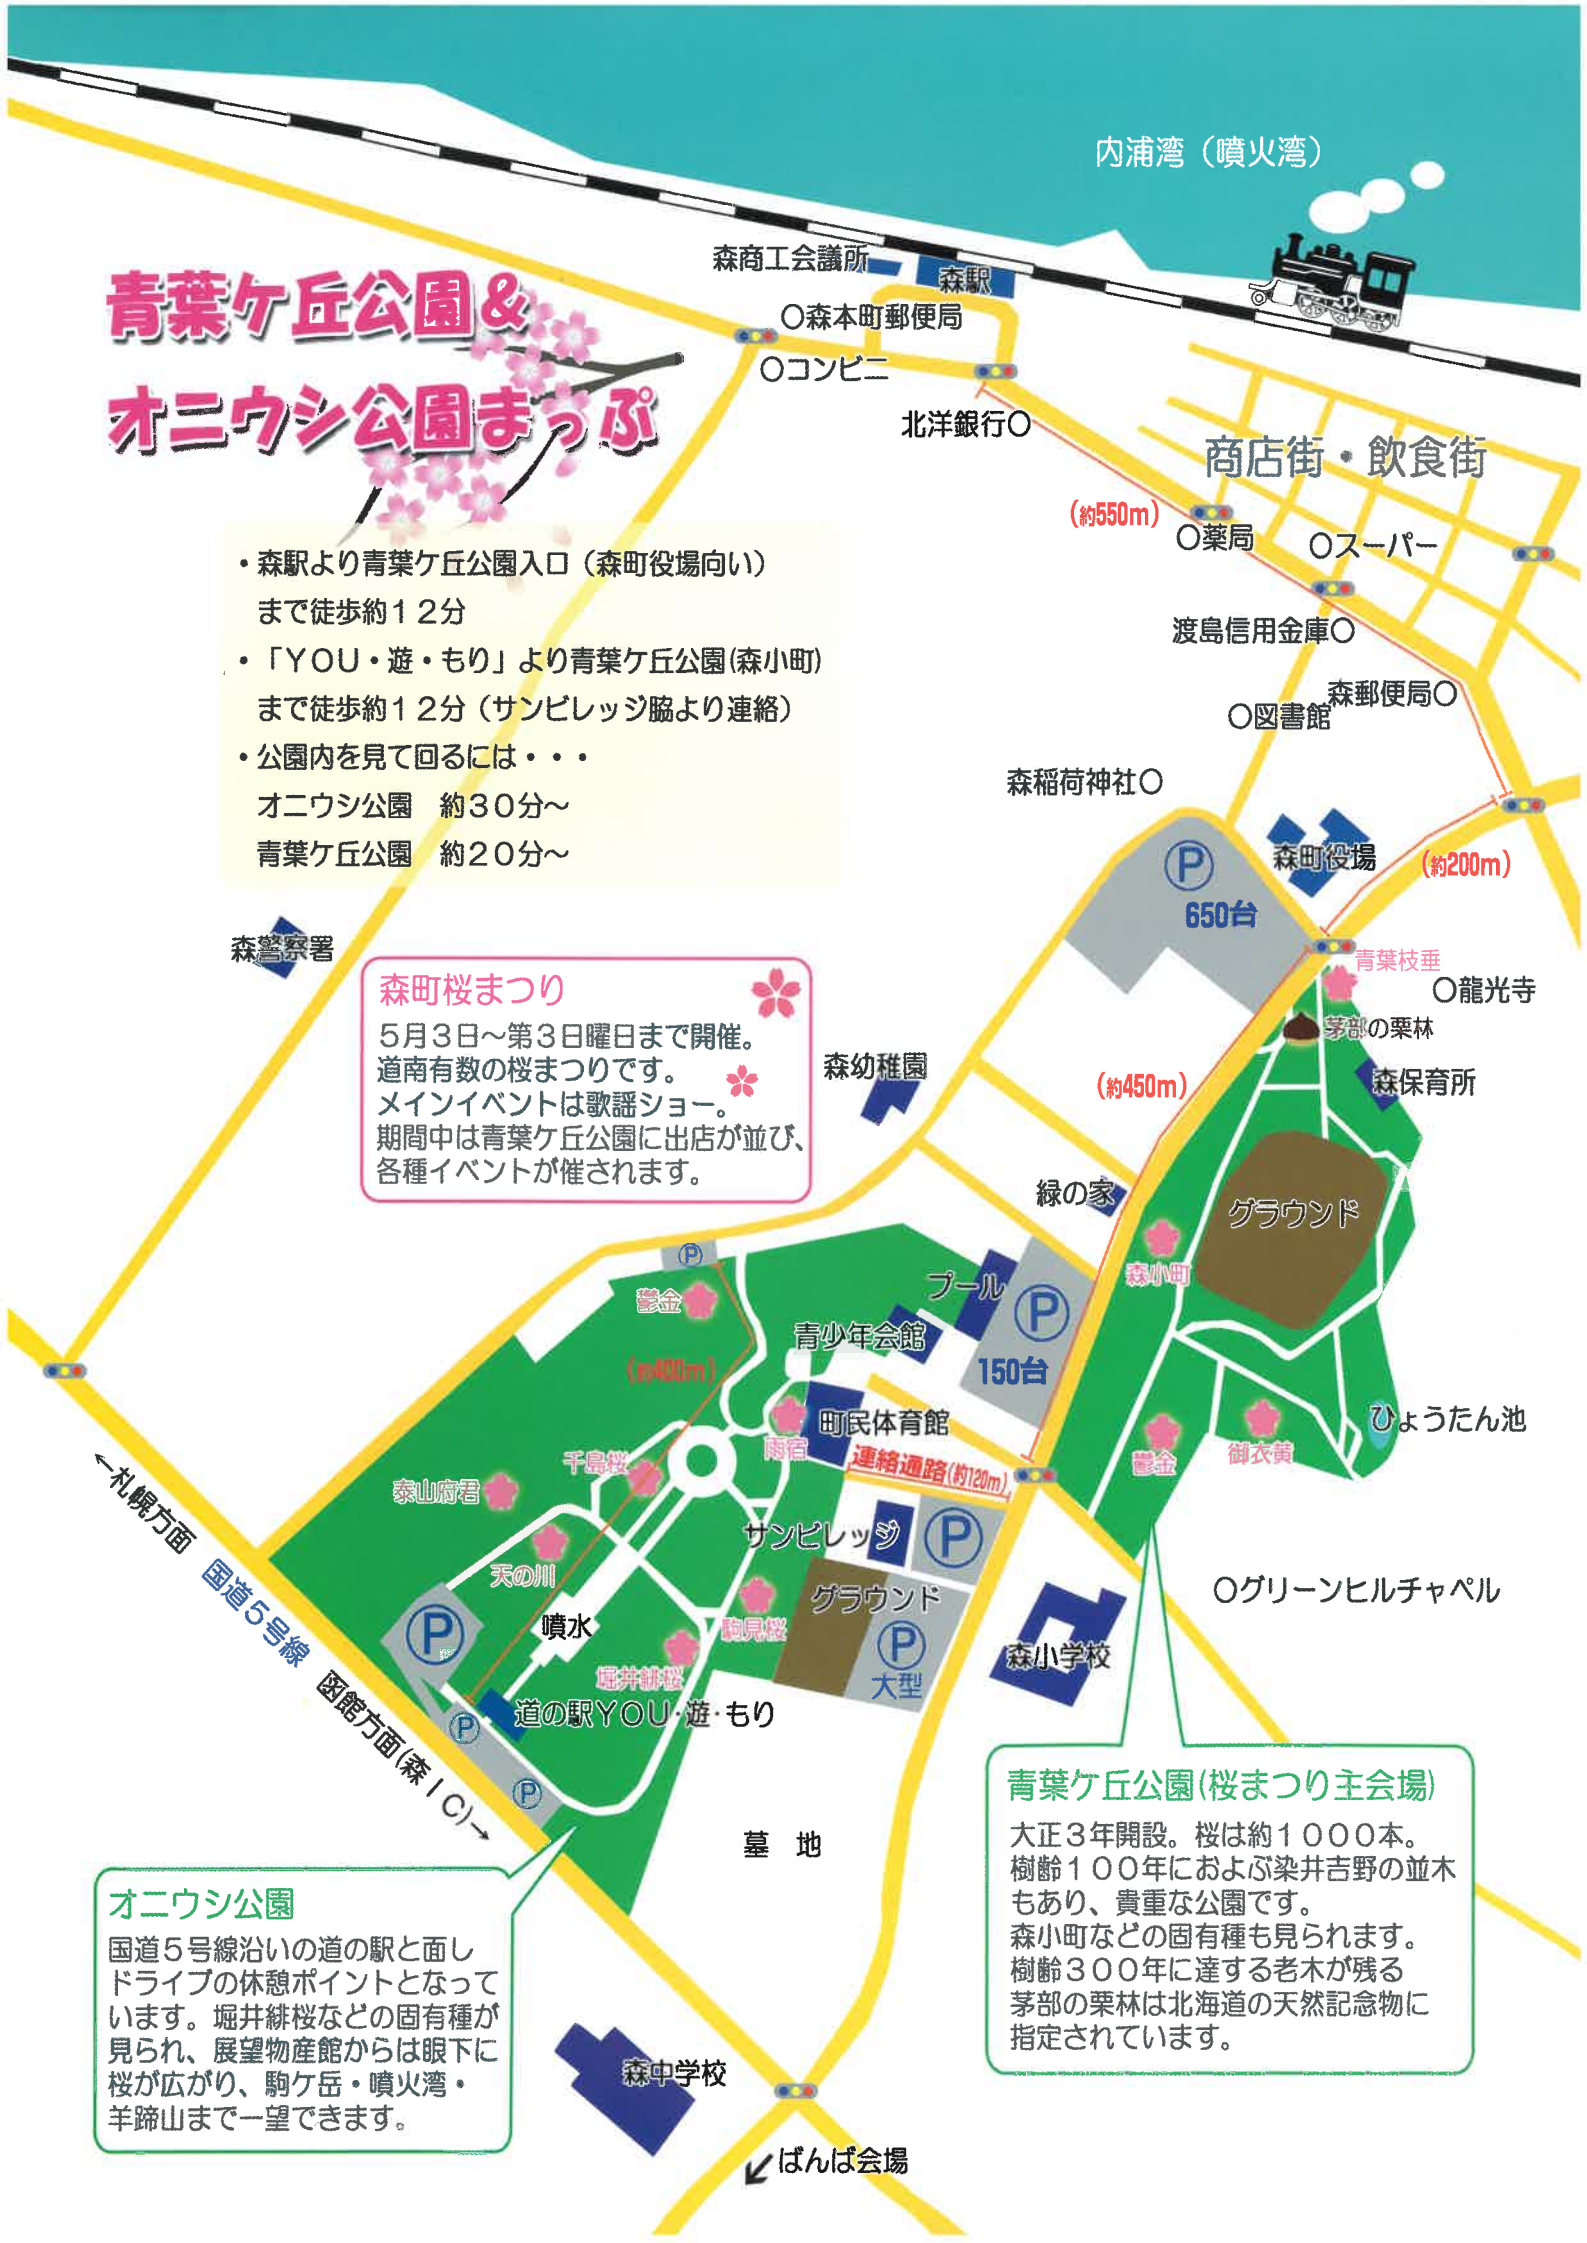 内浦湾（噴火湾）
森商工会議所
森駅
○森本町郵便局
○コンビニ
北洋銀行○
青葉ケ丘公園＆
オニウシ公園まっぷ
商店街・飲食街
（約550m）
○薬局
○スーパー
渡島信用金庫○
森郵便局○
○図書館
森稲荷神社○
・森駅より青葉ケ丘公園入口（森町役場向い）
まで徒歩約１２分
・「ＹＯＵ・遊・もり」より青葉ケ丘公園(森小町)
まで徒歩約１２分（サンビレッジ脇より連絡）
・公園内を見て回るには・・・
オニウシ公園　約３０分～
青葉ケ丘公園　約２０分～
P
650台
森町役場
（約200m）
森警察署
青葉枝垂
○龍光寺
茅部の栗林
森保育所
森町桜まつり
５月３日～第３日曜日まで開催。
道南有数の桜まつりです。
メインイベントは歌謡ショー。
期間中は青葉ケ丘公園に出店が並び、
各種イベントが催されます。
森幼稚園
（約450m）
緑の家
グラウンド
森小町
P
鬱金
プール
P
150台
青少年会館
（約400m）
町民体育館
雨宿
連絡通路(約120m)
鬱金
御衣黄
ひょうたん池
千島桜
泰山府君
天の川
サンビレッジ
P
グラウンド
P
大型
駒見桜
噴水
堀井緋桜
P
道の駅ＹＯＵ・遊・もり
P
P
森小学校
○グリーンヒルチャペル
←札幌方面　国道５号線　函館方面(森ＩＣ)→
墓　地
青葉ケ丘公園(桜まつり主会場)
大正３年開設。桜は約１０００本。
樹齢１００年におよぶ染井吉野の並木
もあり、貴重な公園です。
森小町などの固有種も見られます。
樹齢３００年に達する老木が残る
茅部の栗林は北海道の天然記念物に
指定されています。
オニウシ公園
国道５号線沿いの道の駅と面し
ドライブの休憩ポイントとなって
います。堀井緋桜などの固有種が
見られ、展望物産館からは眼下に
桜が広がり、駒ケ岳・噴火湾・
羊蹄山まで一望できます。
森中学校
↙ばんば会場